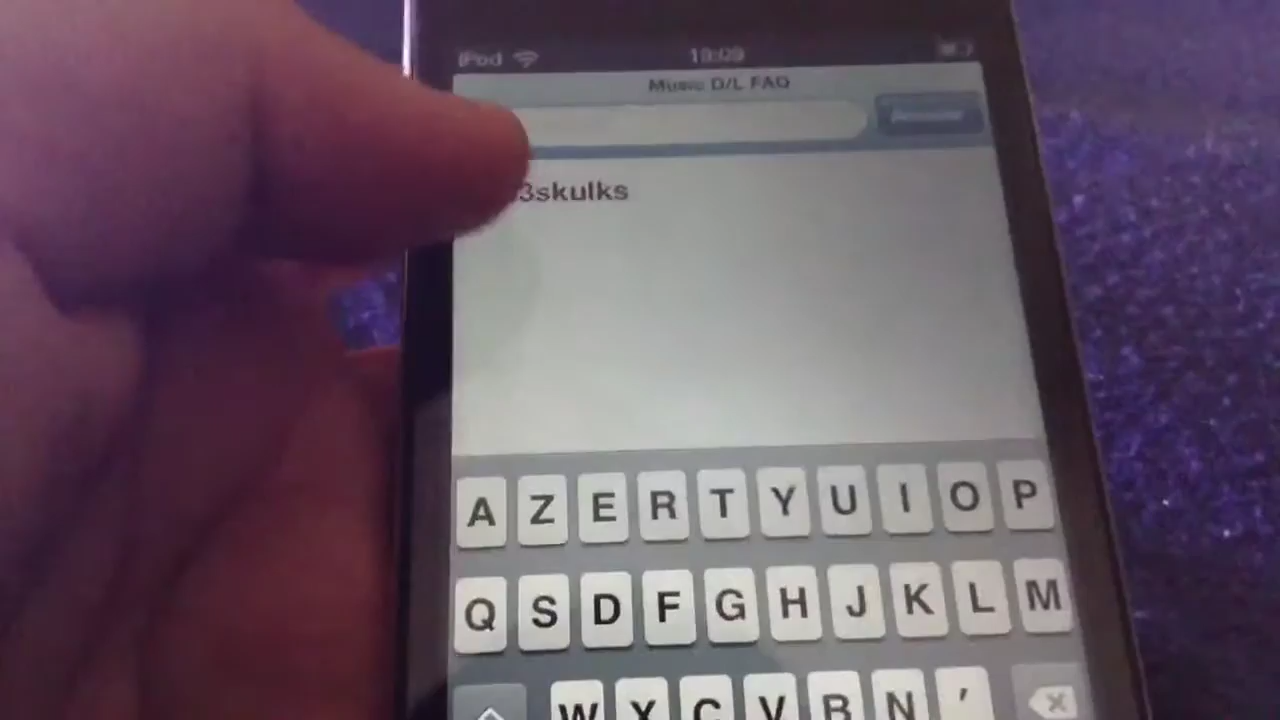 iPod 19:09
Music D/L FAQ
3skulks
A Z E R T Y U I O P
Q S D F G H J K L M
W X C V B N '